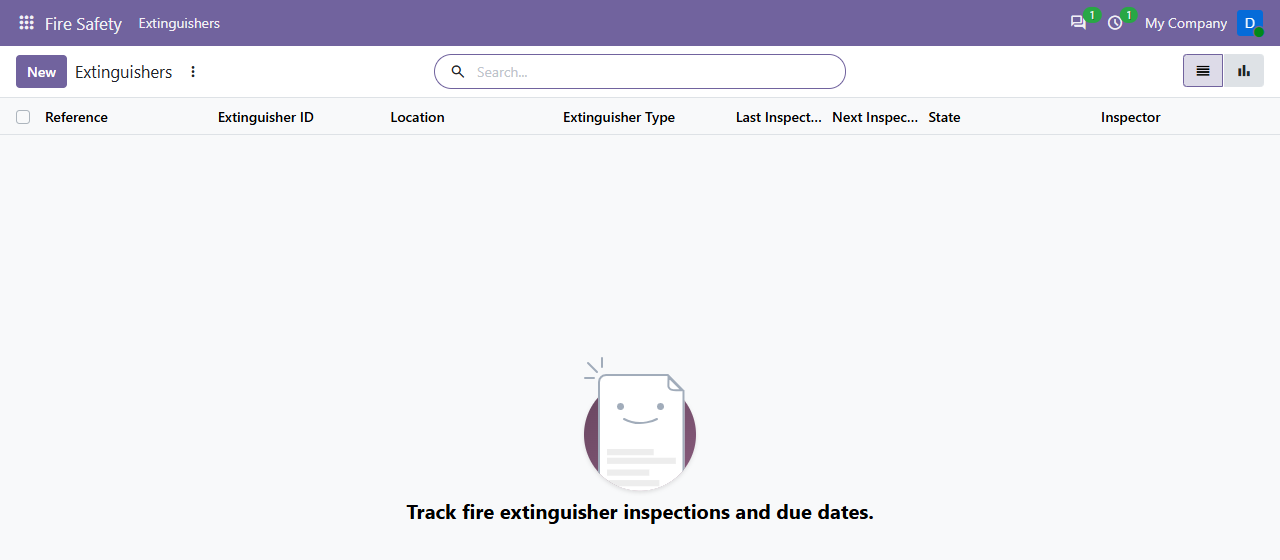 Fire Safety Extinguishers 1 1 My Company D
New Extinguishers Search...
Reference Extinguisher ID Location Extinguisher Type Last Inspect... Next Inspec... State Inspector
Track fire extinguisher inspections and due dates.